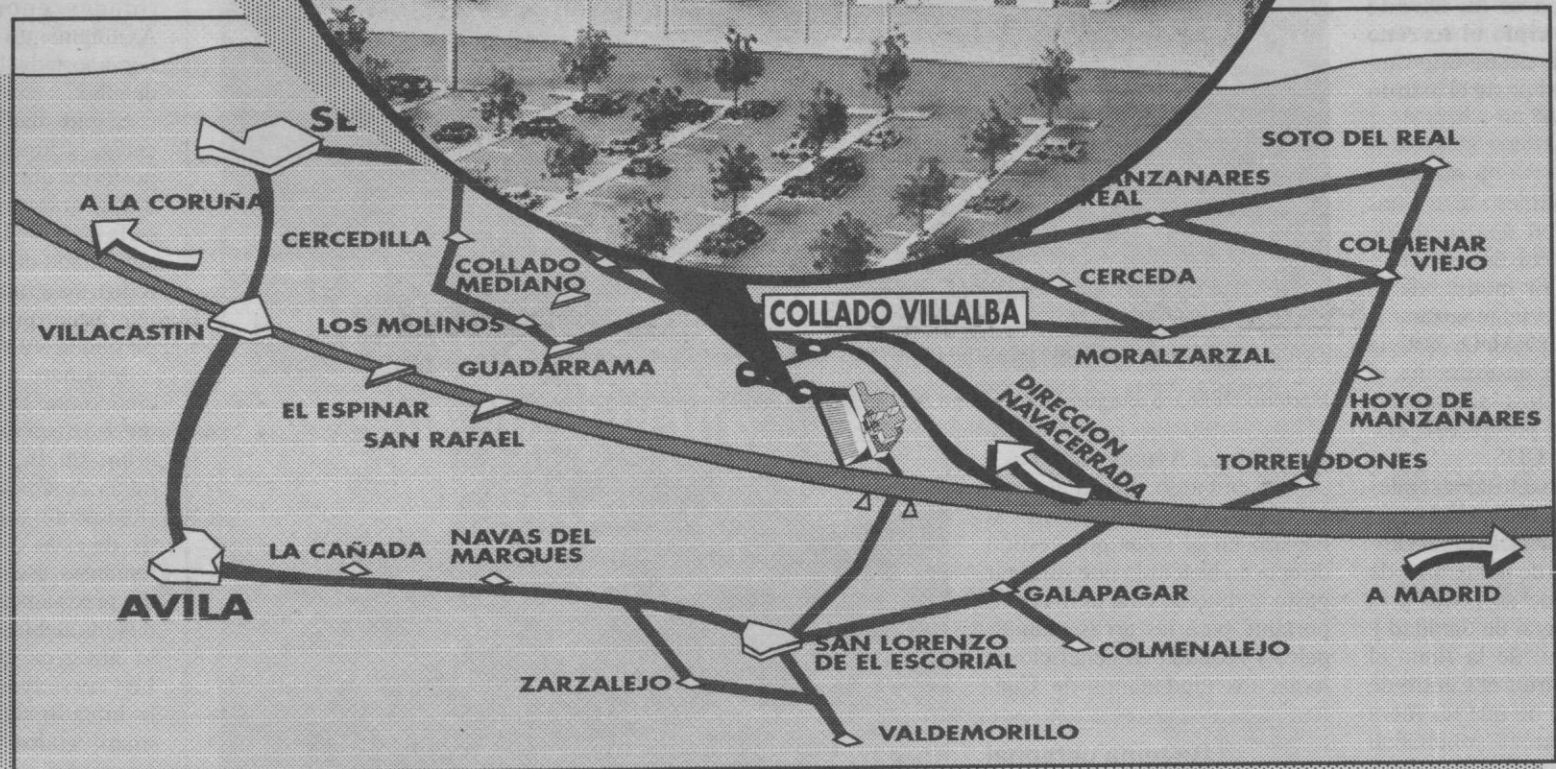 SE
SOTO DEL REAL
A LA CORUÑA
MANZANARES
REAL
CERCEDILLA
COLLADO
MEDIANO
COLMENAR
VIEJO
CERCEDA
COLLADO VILLALBA
VILLACASTIN
LOS MOLINOS
MORALZARZAL
GUADARRAMA
DIRECCION
NAVACERRADA
HOYO DE
MANZANARES
EL ESPINAR
SAN RAFAEL
TORRELODONES
LA CAÑADA
NAVAS DEL
MARQUES
AVILA
GALAPAGAR
A MADRID
SAN LORENZO
DE EL ESCORIAL
COLMENALEJO
ZARZALEJO
VALDEMORILLO